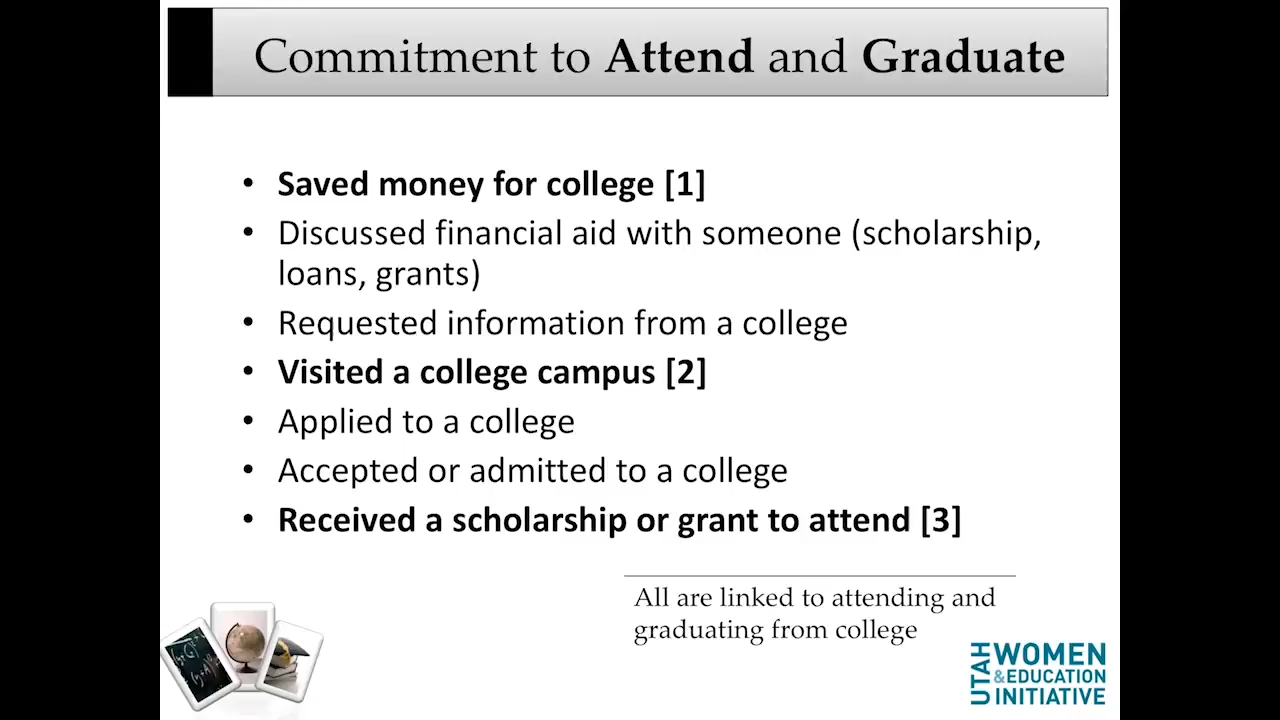 Commitment to Attend and Graduate
• Saved money for college [1]
• Discussed financial aid with someone (scholarship,
loans, grants)
• Requested information from a college
• Visited a college campus [2]
• Applied to a college
• Accepted or admitted to a college
• Received a scholarship or grant to attend [3]
All are linked to attending and
graduating from college
UTAH
WOMEN
&EDUCATION
INITIATIVE